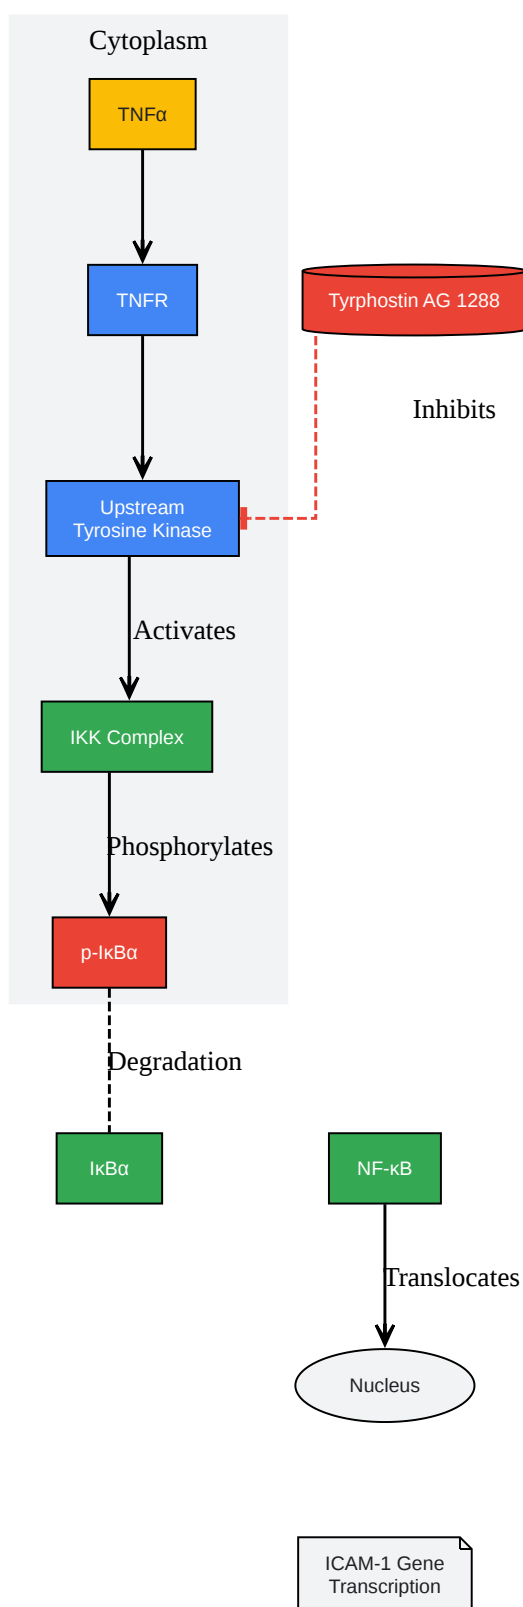 Cytoplasm
TNFα
TNFR
Tyrphostin AG 1288
Inhibits
Upstream
Tyrosine Kinase
Activates
IKK Complex
Phosphorylates
p-IκBα
Degradation
IκBα
NF-κB
Translocates
Nucleus
ICAM-1 Gene
Transcription